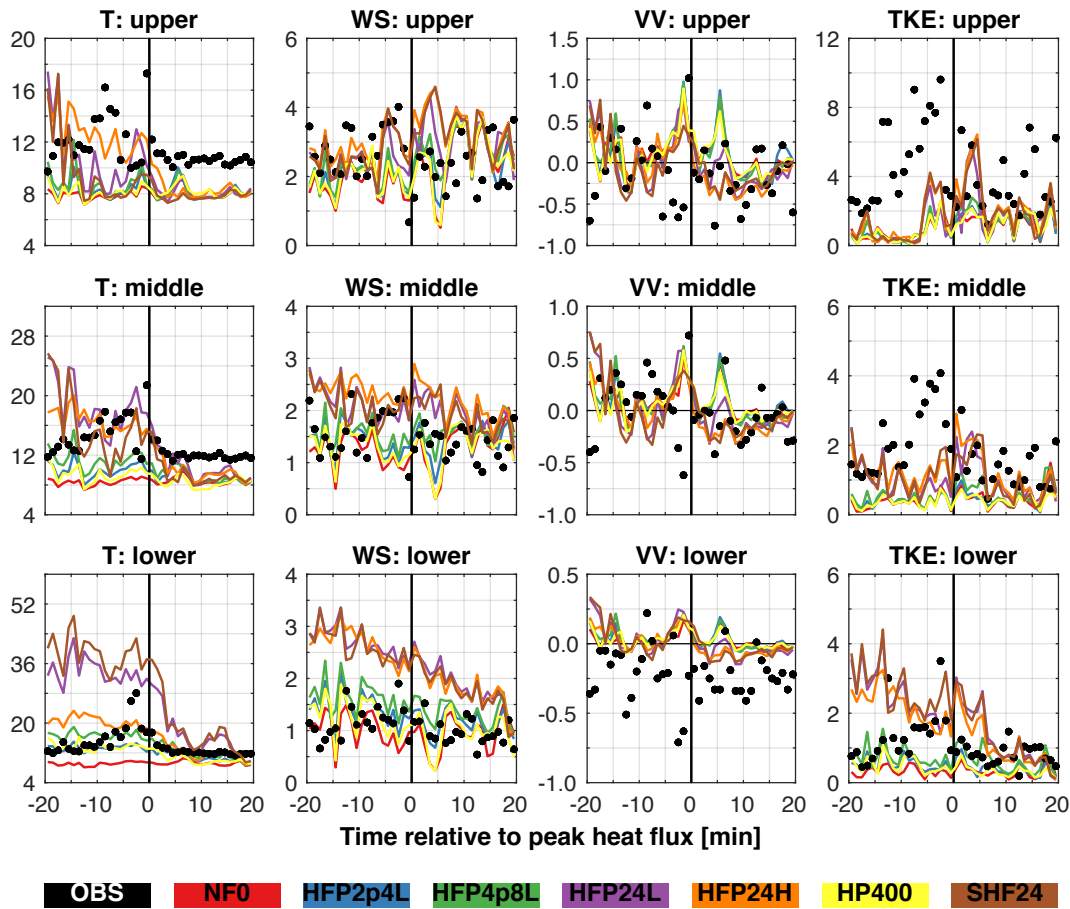 T: upper WS: upper VV: upper TKE: upper
20 6 1.5 12
16 1.0
8
12 4 0.5
0.0
8 2 4
-0.5
4 0 -1.0 0
T: middle WS: middle VV: middle TKE: middle
4 1.0 6
28
3 0.5
4
20
2 0.0
12 1 -0.5 2
4 0 -1.0 0
T: lower WS: lower VV: lower TKE: lower
4 0.5 6
52
3
0.0 4
36
2
20 1 -0.5 2
4 0 -1.0 0
-20 -10 0 10 20 -20 -10 0 10 20 -20 -10 0 10 20 -20 -10 0 10 20
Time relative to peak heat flux [min]
OBS NF0 HFP2p4L HFP4p8L HFP24L HFP24H HP400 SHF24